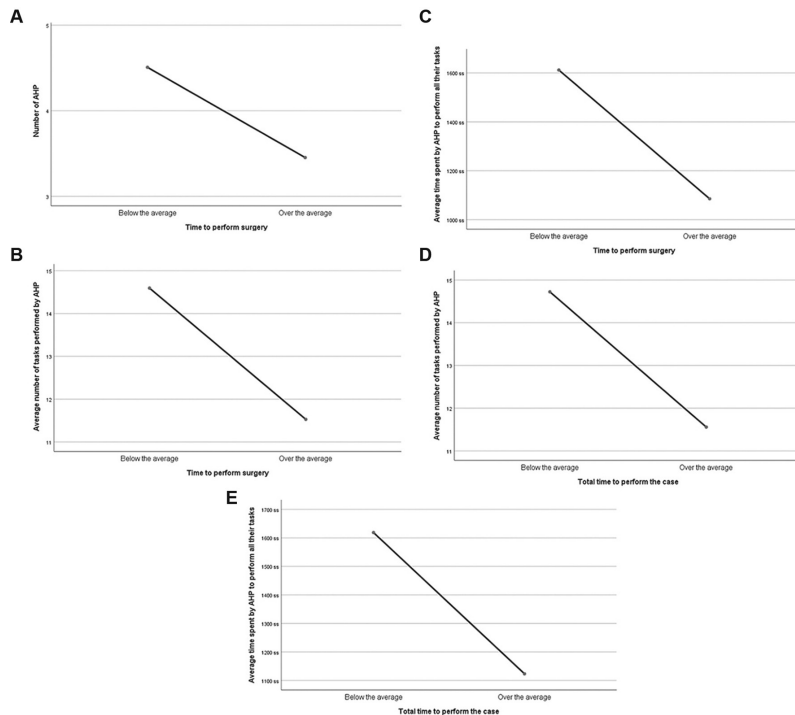 A
Number of AHP
5
4
3
Below the average
Over the average
Time to perform surgery
B
Average number of tasks performed by AHP
15
14
13
12
11
Below the average
Over the average
Time to perform surgery
C
Average time spent by AHP to perform all their tasks
1600 ss
1400 ss
1200 ss
1000 ss
Below the average
Over the average
Time to perform surgery
D
Average number of tasks performed by AHP
15
14
13
12
11
Below the average
Over the average
Total time to perform the case
E
Average time spent by AHP to perform all their tasks
1700 ss
1600 ss
1500 ss
1400 ss
1300 ss
1200 ss
1100 ss
Below the average
Over the average
Total time to perform the case